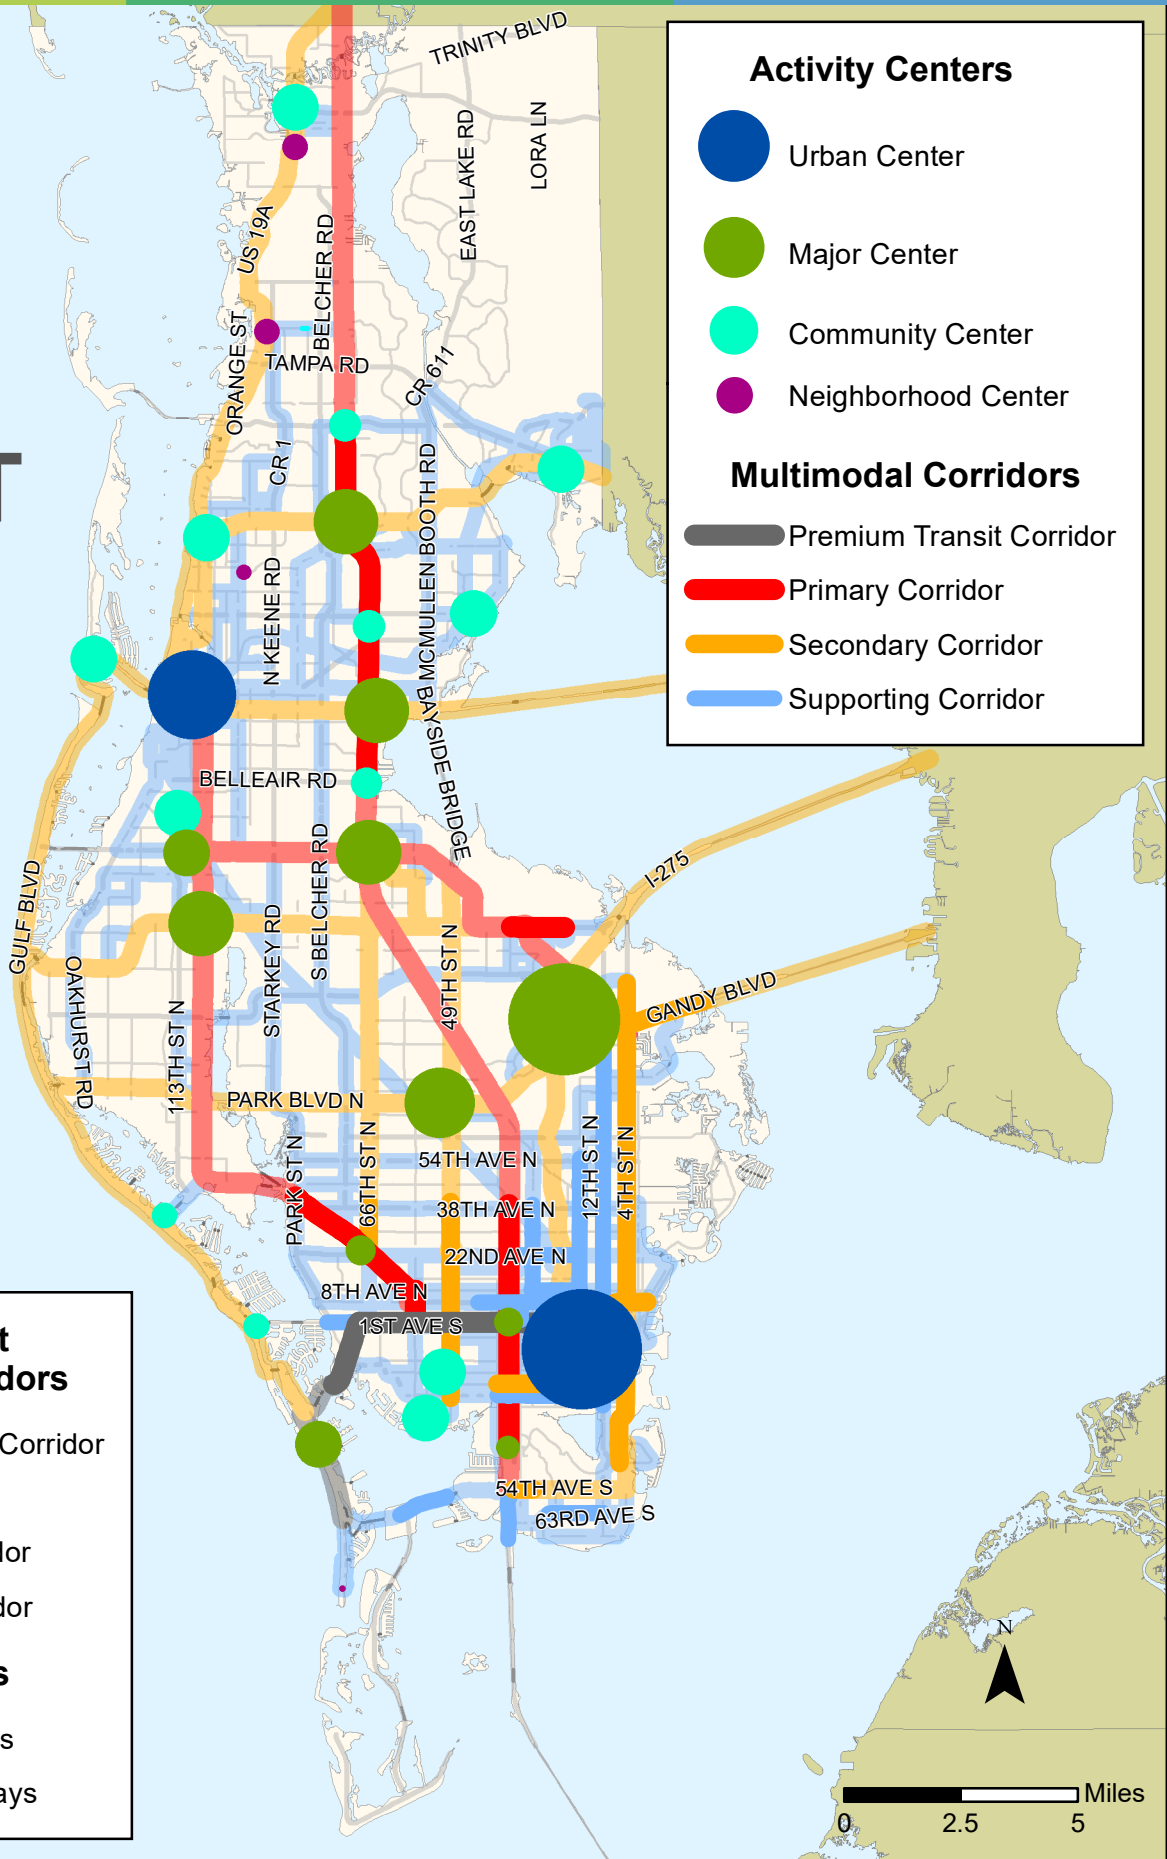 TRINITY BLVD
Activity Centers
Urban Center
Major Center
Community Center
Neighborhood Center
Multimodal Corridors
Premium Transit Corridor
Primary Corridor
Secondary Corridor
Supporting Corridor
LORA LN
EAST LAKE RD
US 19A
BELCHER RD
ORANGE ST
TAMPA RD
CR 611
CR 1
T
MCMULLEN BOOTH RD
N KEENE RD
BAYSIDE BRIDGE
BELLEAIR RD
S BELCHER RD
I-275
GULF BLVD
STARKEY RD
49TH ST N
OAKHURST RD
GANDY BLVD
113TH ST N
PARK BLVD N
12TH ST N
4TH ST N
66TH ST N
PARK ST N
54TH AVE N
38TH AVE N
22ND AVE N
8TH AVE N
1ST AVE S
54TH AVE S
63RD AVE S
t
dors
Corridor
dor
s
s
ays
N
Miles
0 2.5 5